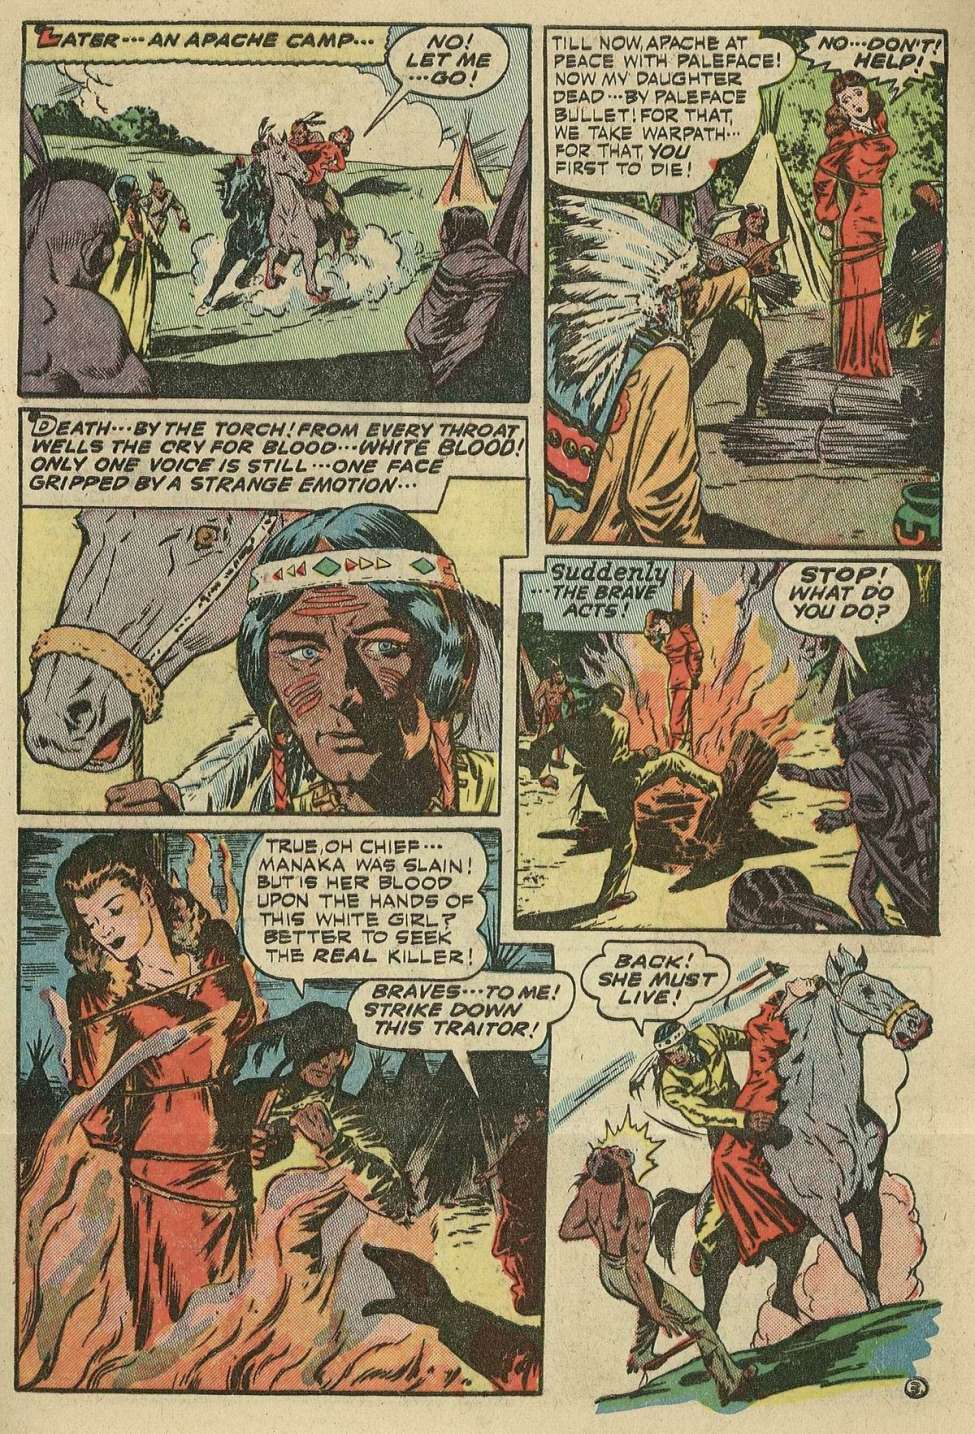 LATER---AN APACHE CAMP---
NO!
LET ME
---GO!
TILL NOW, APACHE AT
PEACE WITH PALEFACE!
NOW MY DAUGHTER
DEAD---BY PALEFACE
BULLET! FOR THAT,
WE TAKE WARPATH---
FOR THAT, YOU
FIRST TO DIE!
NO---DON'T!
HELP!
DEATH---BY THE TORCH! FROM EVERY THROAT
WELLS THE CRY FOR BLOOD---WHITE BLOOD!
ONLY ONE VOICE IS STILL---ONE FACE
GRIPPED BY A STRANGE EMOTION---
Suddenly
---THE BRAVE
ACTS!
STOP!
WHAT DO
YOU DO?
TRUE, OH CHIEF---
MANAKA WAS SLAIN!
BUT IS HER BLOOD
UPON THE HANDS OF
THIS WHITE GIRL?
BETTER TO SEEK
THE REAL KILLER!
BRAVES---TO ME!
STRIKE DOWN
THIS TRAITOR!
BACK!
SHE MUST
LIVE!
3